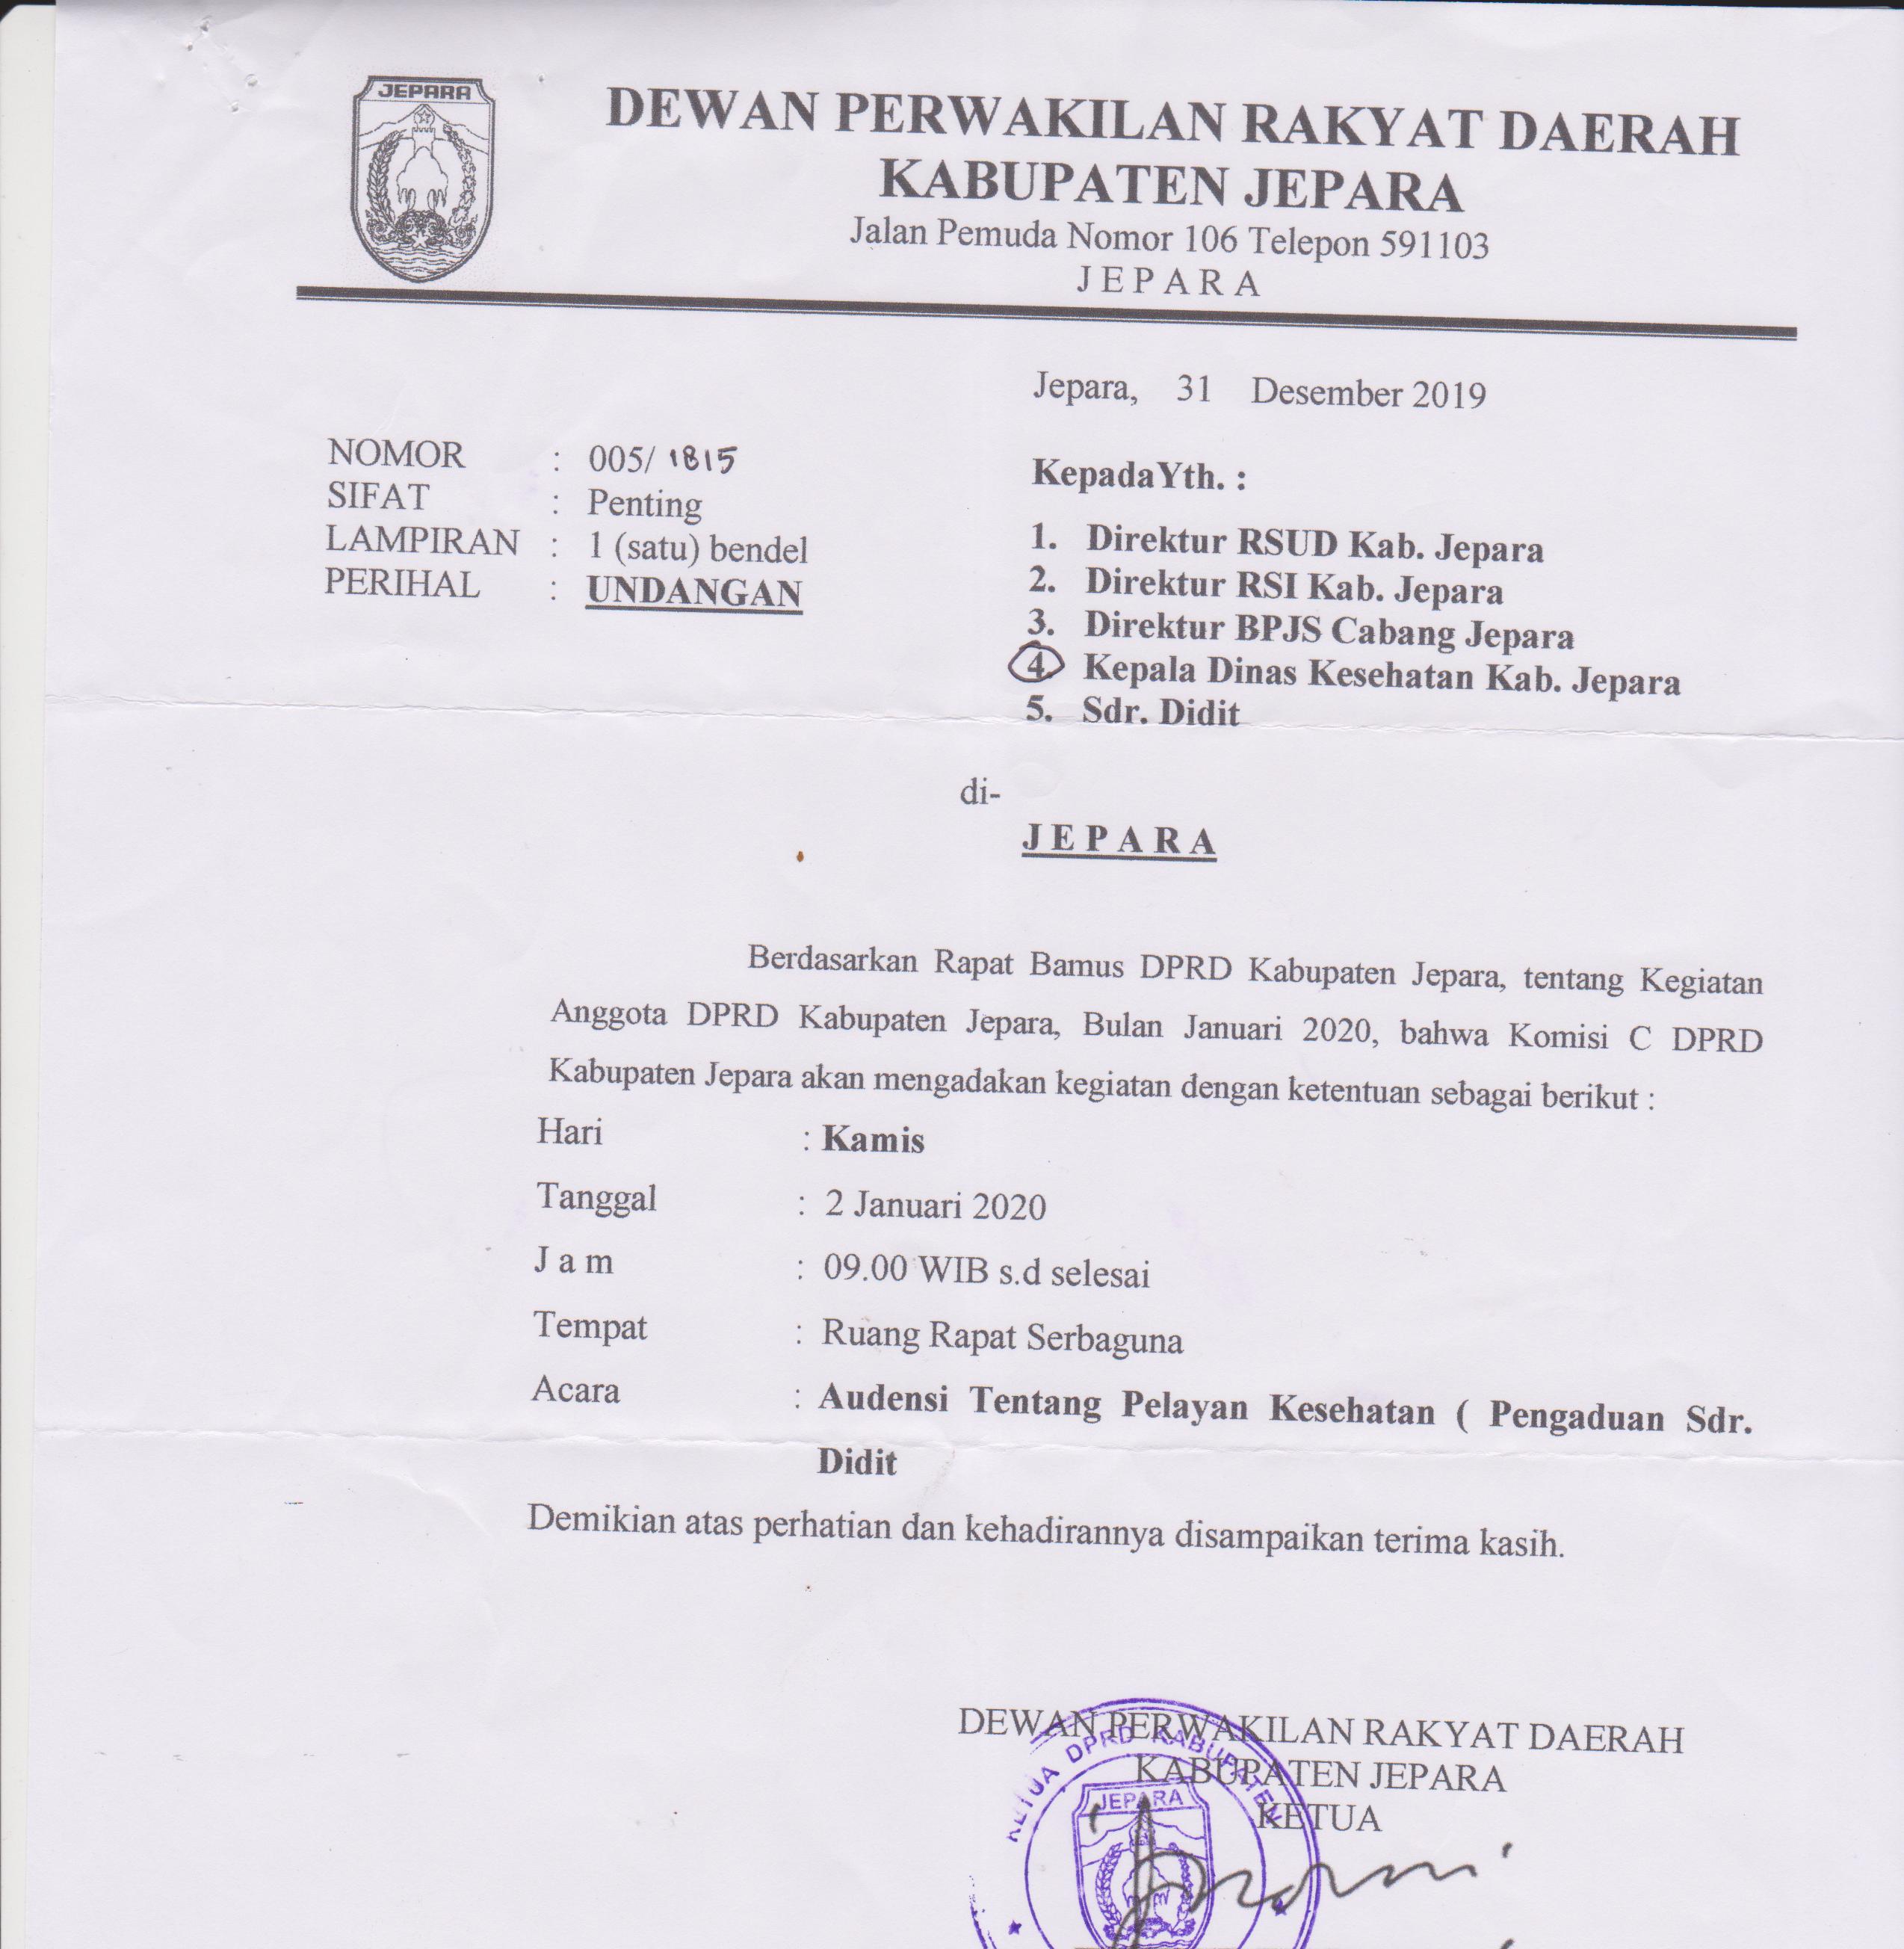 JEPARA
DEWAN PERWAKILAN RAKYAT DAERAH
KABUPATEN JEPARA
Jalan Pemuda Nomor 106 Telepon 591103
J E P A R A
Jepara, 31 Desember 2019
NOMOR : 005/ 1815
SIFAT : Penting
LAMPIRAN : 1 (satu) bendel
PERIHAL : UNDANGAN
KepadaYth. :
1. Direktur RSUD Kab. Jepara
2. Direktur RSI Kab. Jepara
3. Direktur BPJS Cabang Jepara
4. Kepala Dinas Kesehatan Kab. Jepara
5. Sdr. Didit
di-
J E P A R A
Berdasarkan Rapat Bamus DPRD Kabupaten Jepara, tentang Kegiatan
Anggota DPRD Kabupaten Jepara, Bulan Januari 2020, bahwa Komisi C DPRD
Kabupaten Jepara akan mengadakan kegiatan dengan ketentuan sebagai berikut :
Hari : Kamis
Tanggal : 2 Januari 2020
J a m : 09.00 WIB s.d selesai
Tempat : Ruang Rapat Serbaguna
Acara : Audensi Tentang Pelayan Kesehatan ( Pengaduan Sdr.
Didit
Demikian atas perhatian dan kehadirannya disampaikan terima kasih.
DEWAN PERWAKILAN RAKYAT DAERAH
KABUPATEN JEPARA
KETUA
KETUA DPRD KABUPATEN
JEPARA